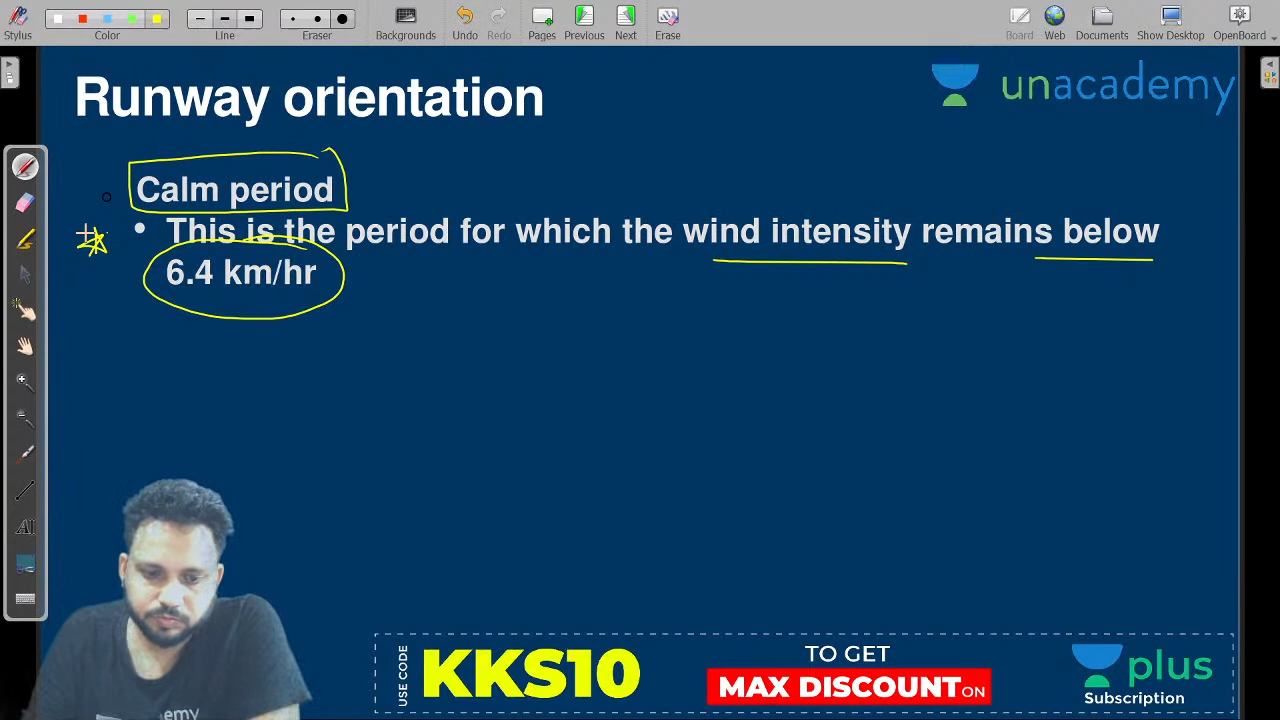 Stylus
Color
Line
Eraser
Backgrounds
Undo
Redo
Pages
Previous
Next
Erase
Board
Web
Documents
Show Desktop
OpenBoard
Runway orientation
unacademy
Calm period
• This is the period for which the wind intensity remains below
6.4 km/hr
USE CODE
KKS10
TO GET
MAX DISCOUNT ON
plus
Subscription